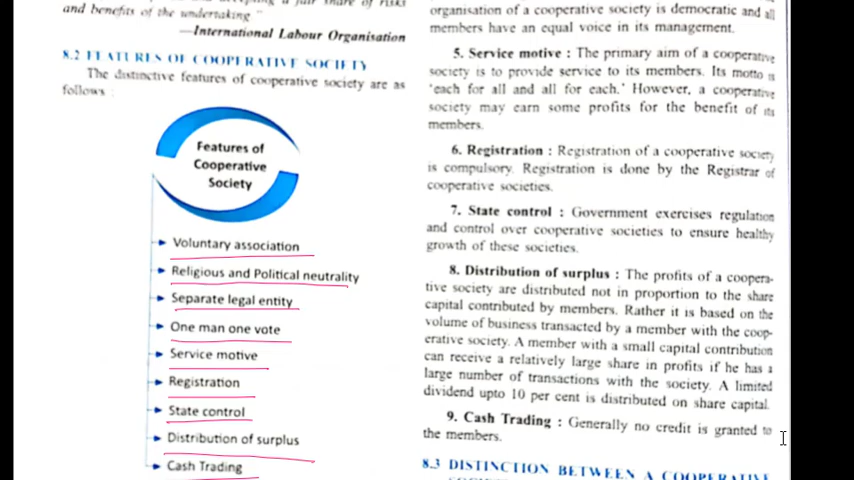 and benefits of the undertaking"
—International Labour Organisation
8.2 FEATURES OF COOPERATIVE SOCIETY
The distinctive features of cooperative society are as
follows :
Features of
Cooperative
Society
Voluntary association
Religious and Political neutrality
Separate legal entity
One man one vote
Service motive
Registration
State control
Distribution of surplus
Cash Trading
organisation of a cooperative society is democratic and all
members have an equal voice in its management.
5. Service motive : The primary aim of a cooperative
society is to provide service to its members. Its motto is
'each for all and all for each.' However, a cooperative
society may earn some profits for the benefit of its
members.
6. Registration : Registration of a cooperative society
is compulsory. Registration is done by the Registrar of
cooperative societies.
7. State control : Government exercises regulation
and control over cooperative societies to ensure healthy
growth of these societies.
8. Distribution of surplus : The profits of a coopera-
tive society are distributed not in proportion to the share
capital contributed by members. Rather it is based on the
volume of business transacted by a member with the coop-
erative society. A member with a small capital contribution
can receive a relatively large share in profits if he has a
large number of transactions with the society. A limited
dividend upto 10 per cent is distributed on share capital.
9. Cash Trading : Generally no credit is granted to
the members.
8.3 DISTINCTION BETWEEN A COOPERATIVE